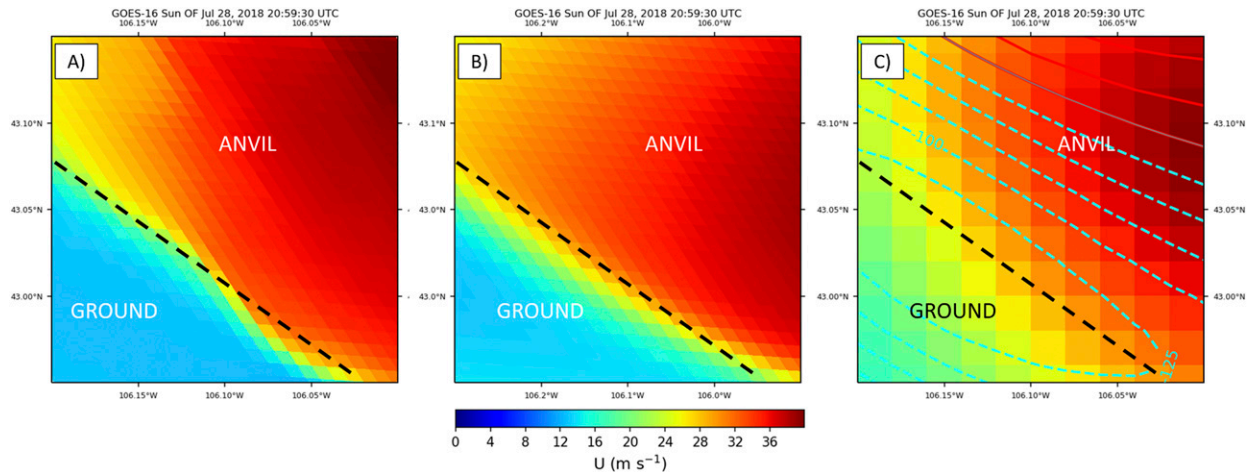 GOES-16 Sun OF Jul 28, 2018 20:59:30 UTC
106.15°W 106.10°W 106.05°W
A)
ANVIL
GROUND
43.10°N
43.05°N
43.00°N
106.15°W 106.10°W 106.05°W
GOES-16 Sun OF Jul 28, 2018 20:59:30 UTC
106.2°W 106.1°W 106.0°W
B)
ANVIL
GROUND
43.1°N
43.0°N
43.0°N
106.2°W 106.1°W 106.0°W
GOES-16 Sun OF Jul 28, 2018 20:59:30 UTC
106.15°W 106.10°W 106.05°W
C)
ANVIL
GROUND
-100
-125
43.10°N
43.05°N
43.00°N
106.15°W 106.10°W 106.05°W
0 4 8 12 16 20 24 28 32 36
U (m s⁻¹)